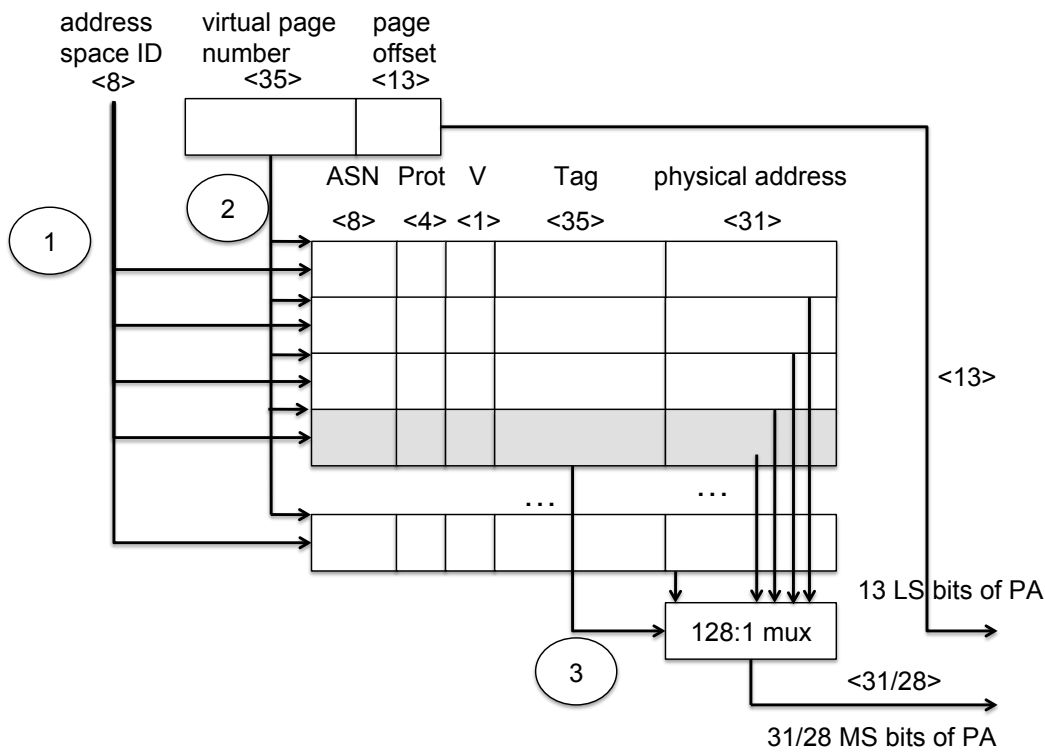 address space ID <8>
virtual page number <35>
page offset <13>
1
2
ASN Prot V Tag physical address
<8> <4> <1> <35> <31>
<13>
... ...
13 LS bits of PA
128:1 mux
3
<31/28>
31/28 MS bits of PA